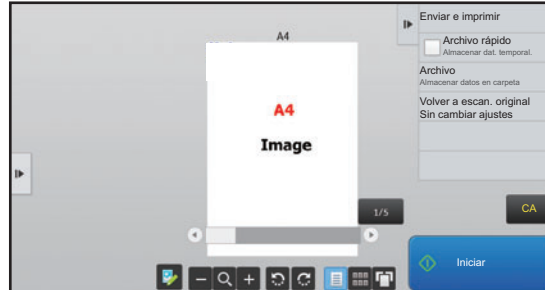 A4
A4
Image
1/5
Enviar e imprimir
Archivo rápido
Almacenar dat. temporal.
Archivo
Almacenar datos en carpeta
Volver a escan. original
Sin cambiar ajustes
CA
Iniciar